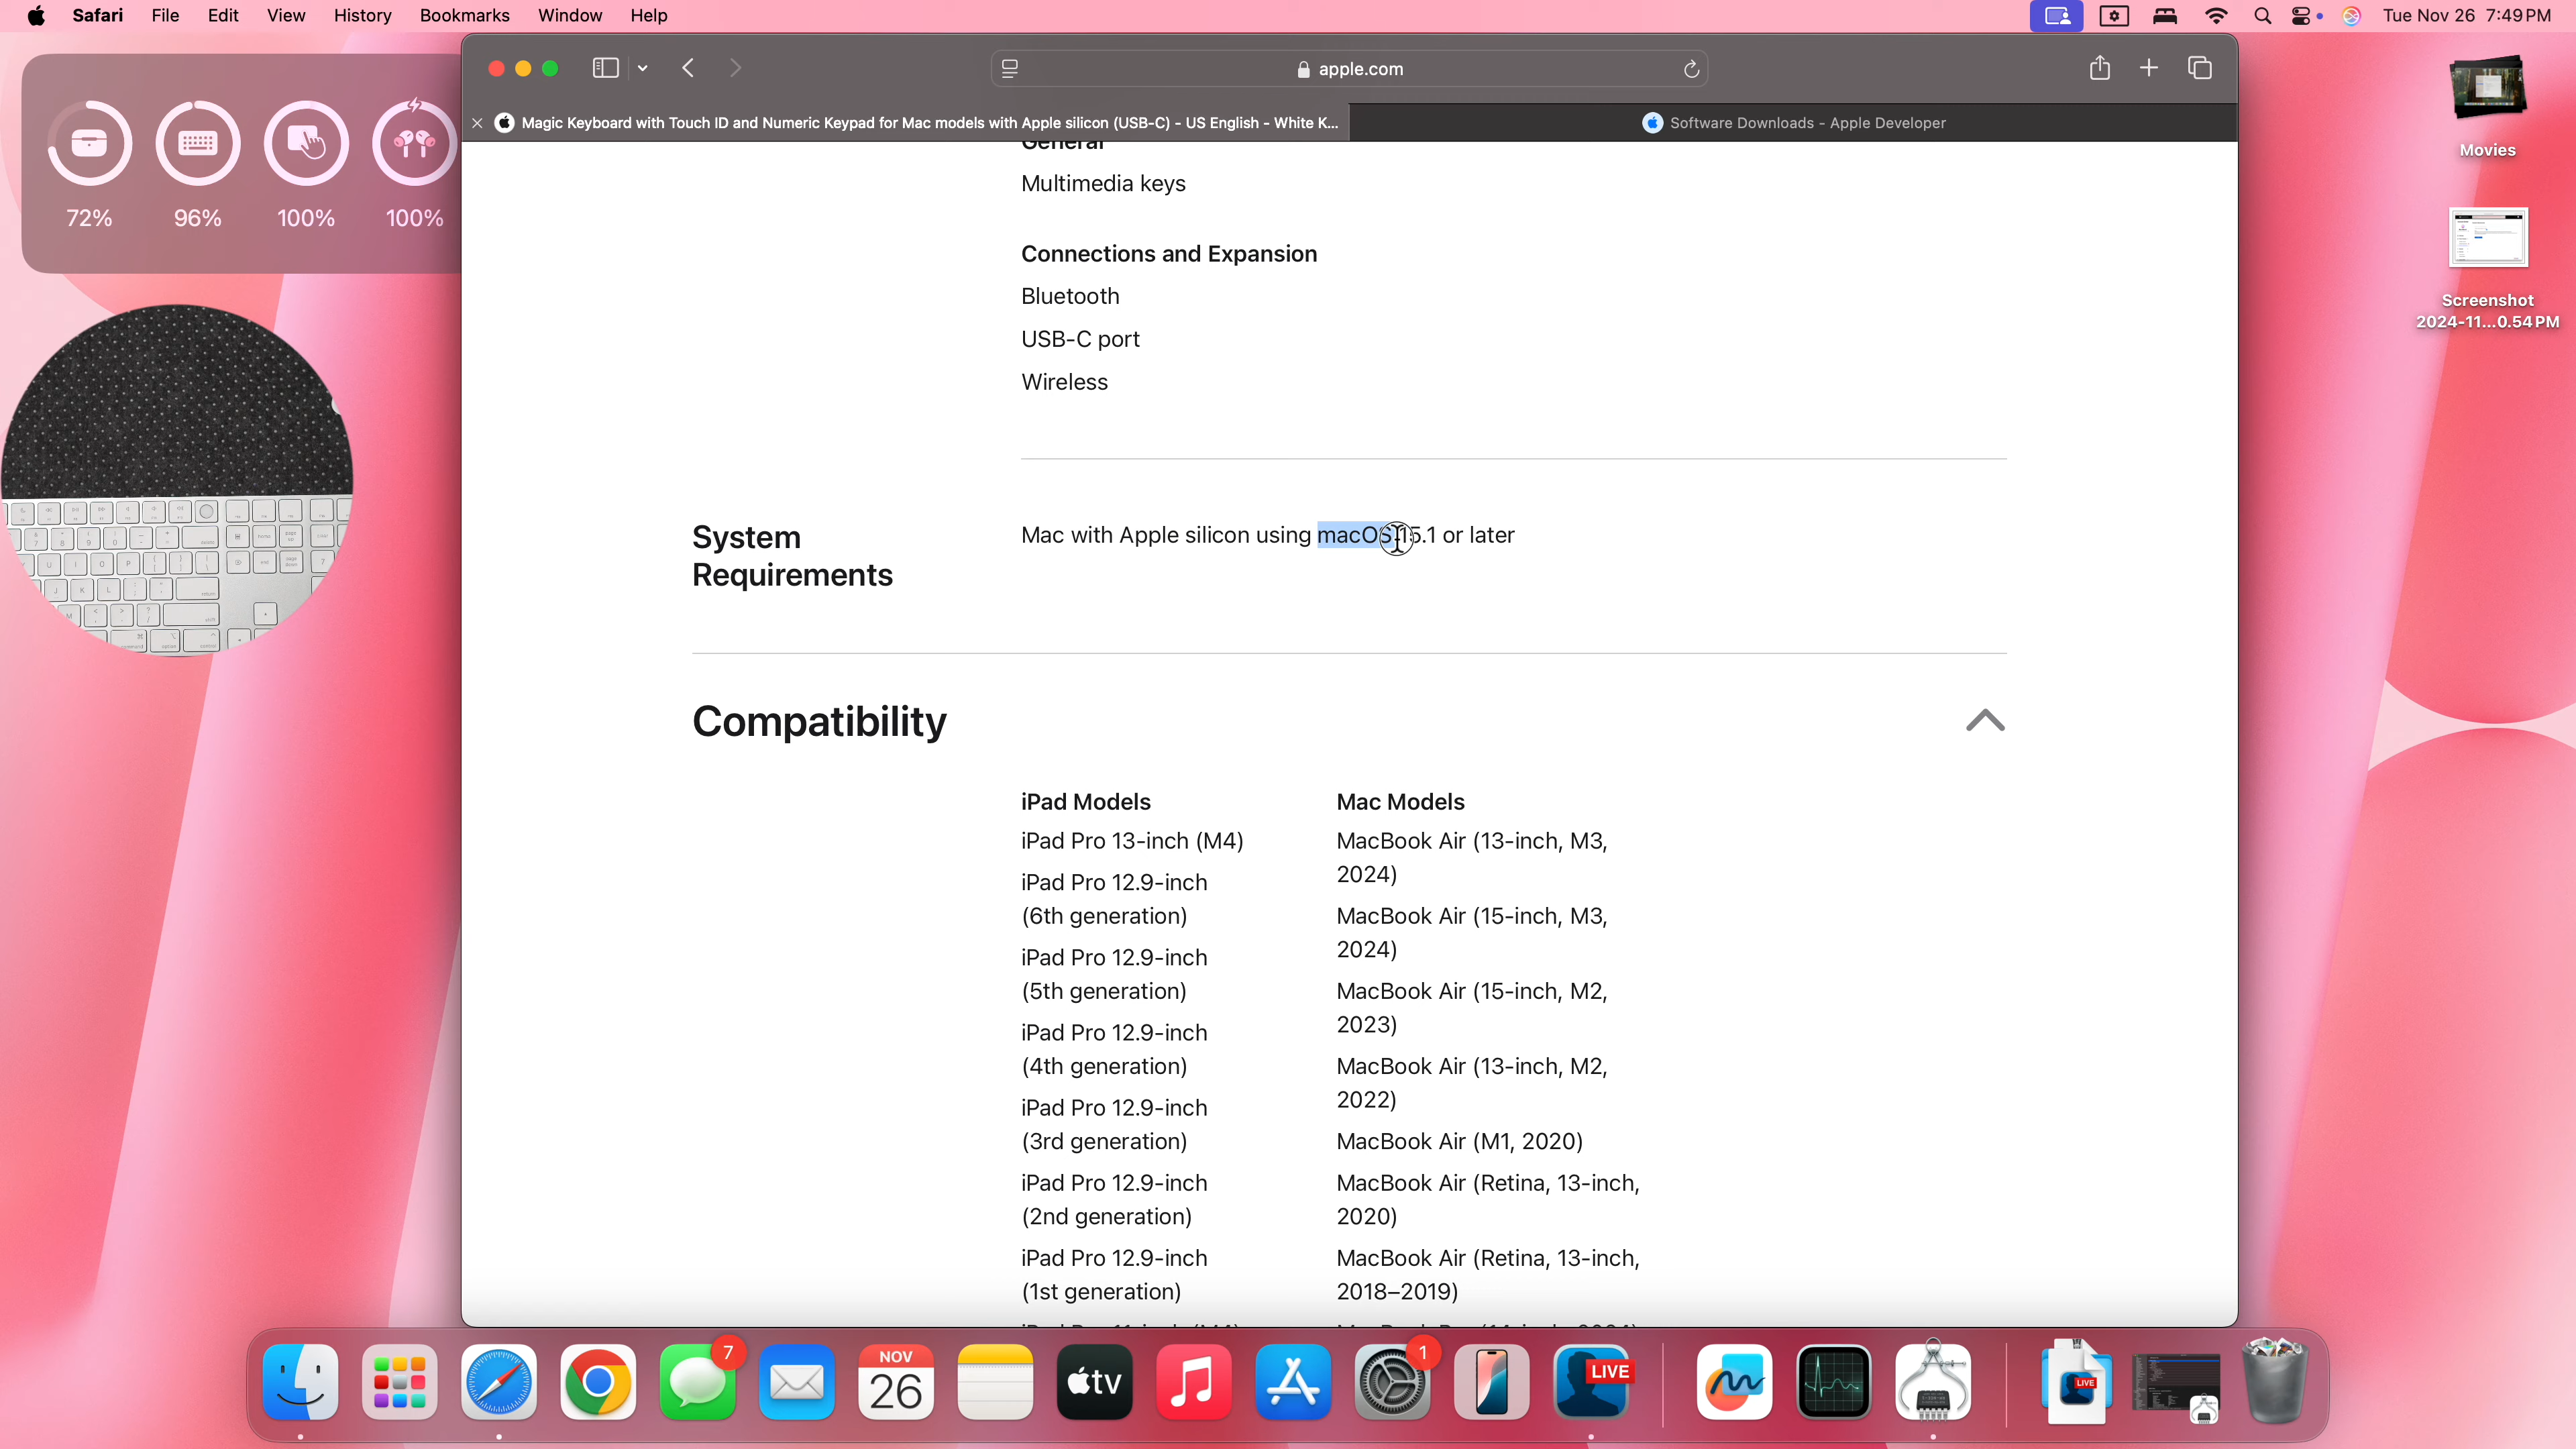 Safari File Edit View History Bookmarks Window Help
Tue Nov 26 7:49 PM
72% 96% 100% 100%
apple.com
Magic Keyboard with Touch ID and Numeric Keypad for Mac models with Apple silicon (USB-C) - US English - White K...
Software Downloads - Apple Developer
General
Multimedia keys
Connections and Expansion
Bluetooth
USB-C port
Wireless
System
Requirements
Mac with Apple silicon using macOS 15.1 or later
Compatibility
iPad Models
iPad Pro 13-inch (M4)
iPad Pro 12.9-inch
(6th generation)
iPad Pro 12.9-inch
(5th generation)
iPad Pro 12.9-inch
(4th generation)
iPad Pro 12.9-inch
(3rd generation)
iPad Pro 12.9-inch
(2nd generation)
iPad Pro 12.9-inch
(1st generation)
Mac Models
MacBook Air (13-inch, M3,
2024)
MacBook Air (15-inch, M3,
2024)
MacBook Air (15-inch, M2,
2023)
MacBook Air (13-inch, M2,
2022)
MacBook Air (M1, 2020)
MacBook Air (Retina, 13-inch,
2020)
MacBook Air (Retina, 13-inch,
2018–2019)
Movies
Screenshot
2024-11...0.54 PM
7
NOV
26
tv
1
LIVE
LIVE